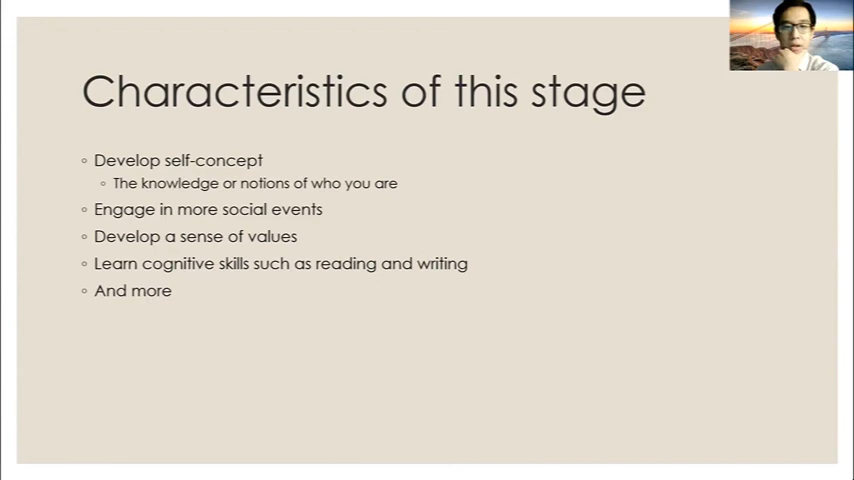 Characteristics of this stage
◦ Develop self-concept
◦ The knowledge or notions of who you are
◦ Engage in more social events
◦ Develop a sense of values
◦ Learn cognitive skills such as reading and writing
◦ And more